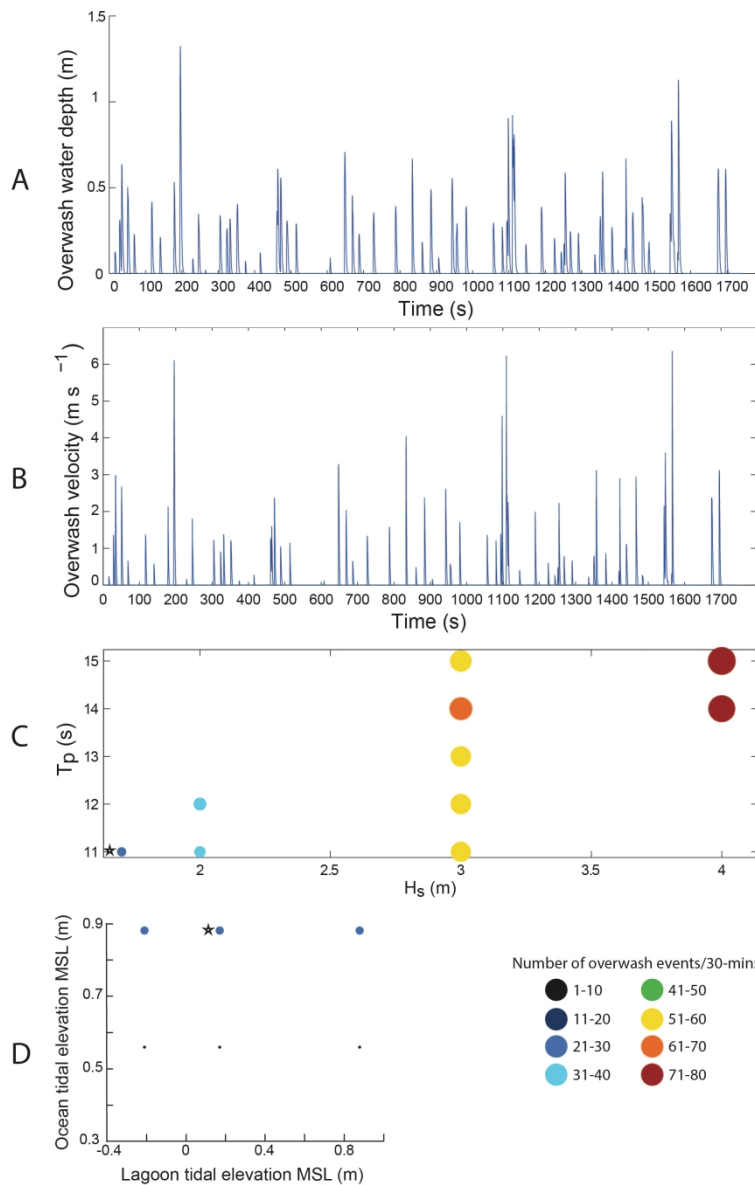 A
Overwash water depth (m)
1.5
1
0.5
0
0 100 200 300 400 500 600 700 800 900 1000 1100 1200 1300 1400 1500 1600 1700
Time (s)
B
Overwash velocity (m s −1)
6
5
4
3
2
1
0
0 100 200 300 400 500 600 700 800 900 1000 1100 1200 1300 1400 1500 1600 1700
Time (s)
C
Tp (s)
15
14
13
12
11
2 2.5 3 3.5 4
Hs (m)
D
Ocean tidal elevation MSL (m)
0.9
0.7
0.5
0.3
-0.4 0 0.4 0.8
Lagoon tidal elevation MSL (m)
Number of overwash events/30-min:
1-10 41-50
11-20 51-60
21-30 61-70
31-40 71-80